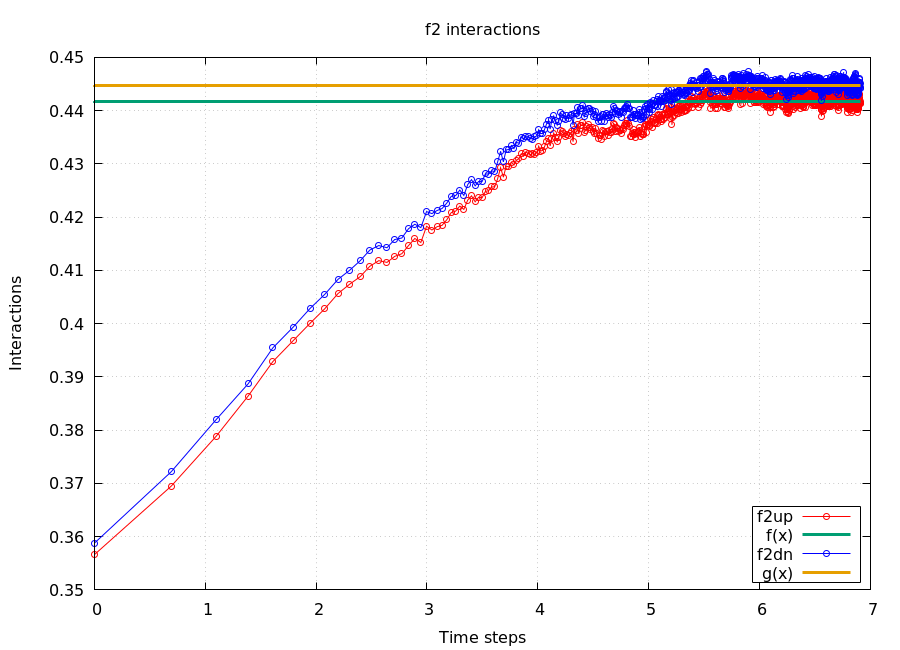 f2 interactions
0.45
0.44
0.43
0.42
0.41
0.4
0.39
0.38
0.37
0.36
0.35
Interactions
0 1 2 3 4 5 6 7
Time steps
f2up
f(x)
f2dn
g(x)